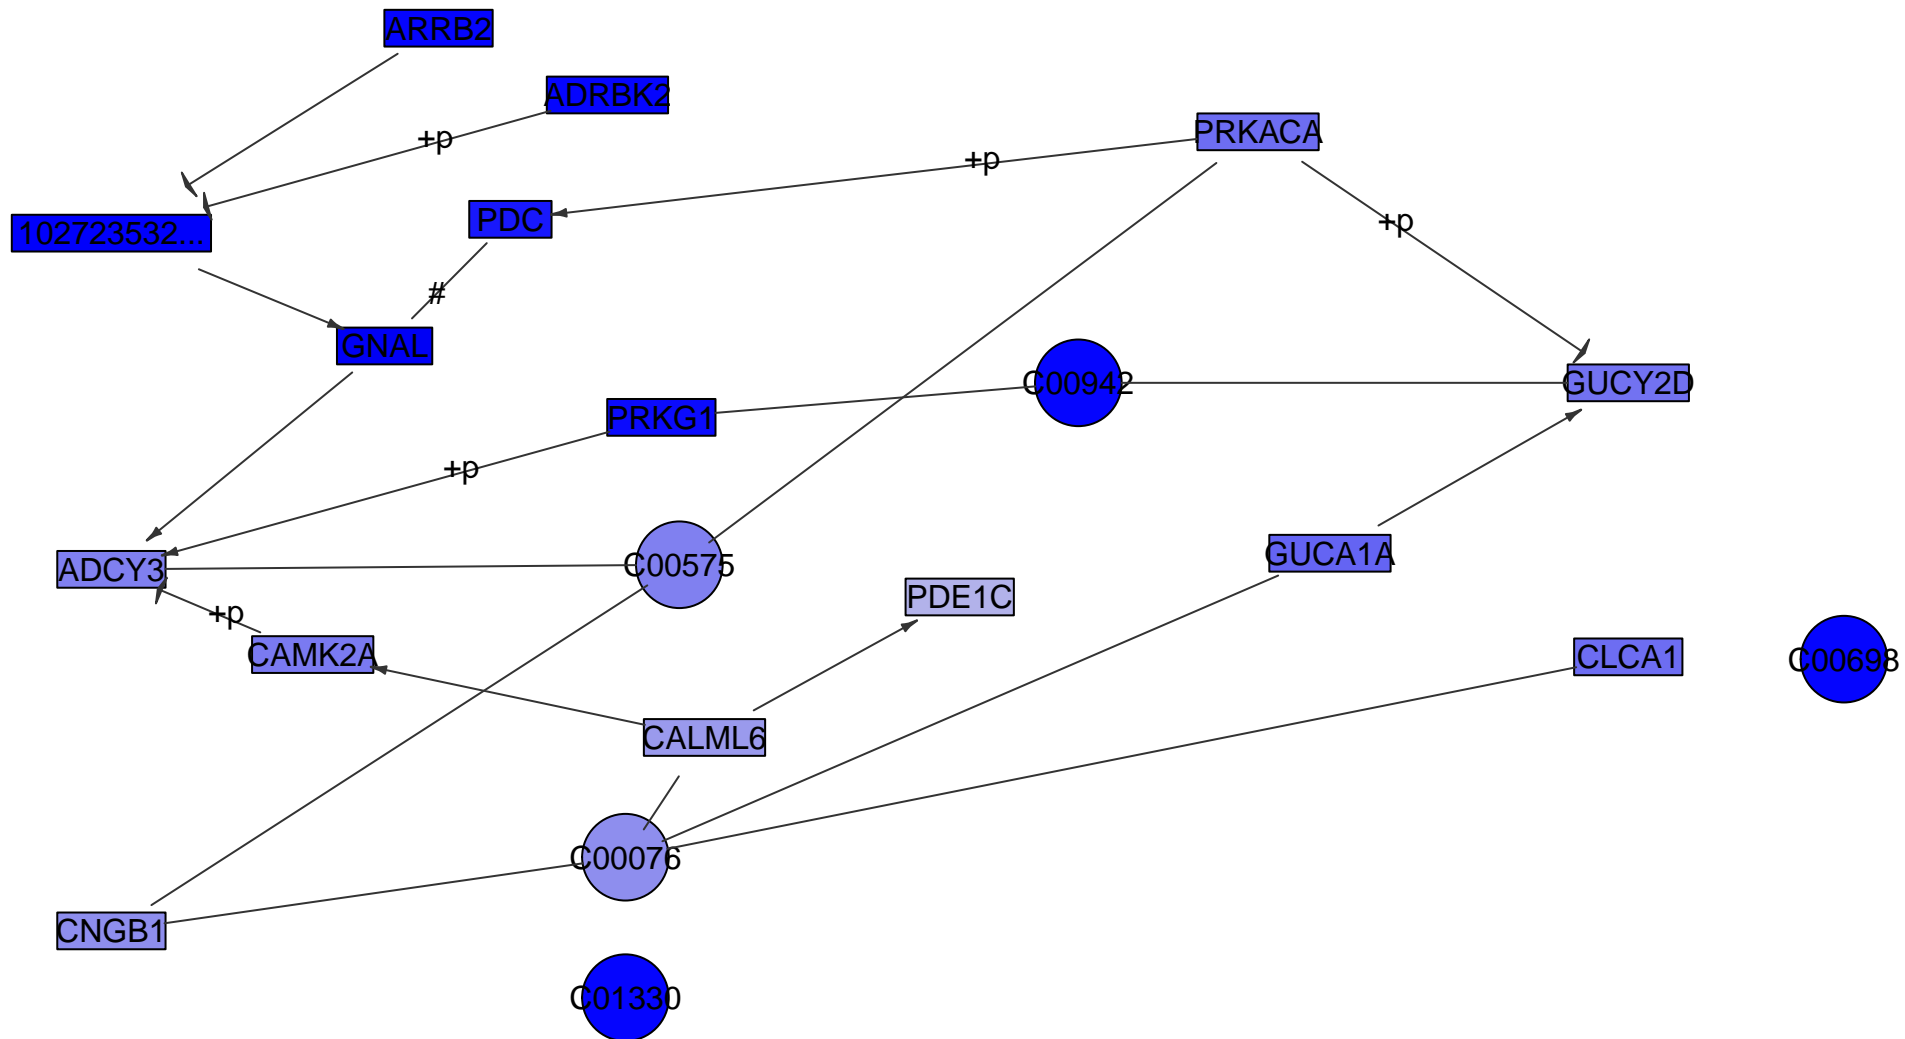 ARRB2
ADRBK2
+p
PRKACA
+p
102723532...
PDC
+p
#
GNAL
C00942
GUCY2D
PRKG1
+p
ADCY3
C00575
GUCA1A
PDE1C
+p
CAMK2A
CLCA1
C00698
CALML6
C00076
CNGB1
C01330